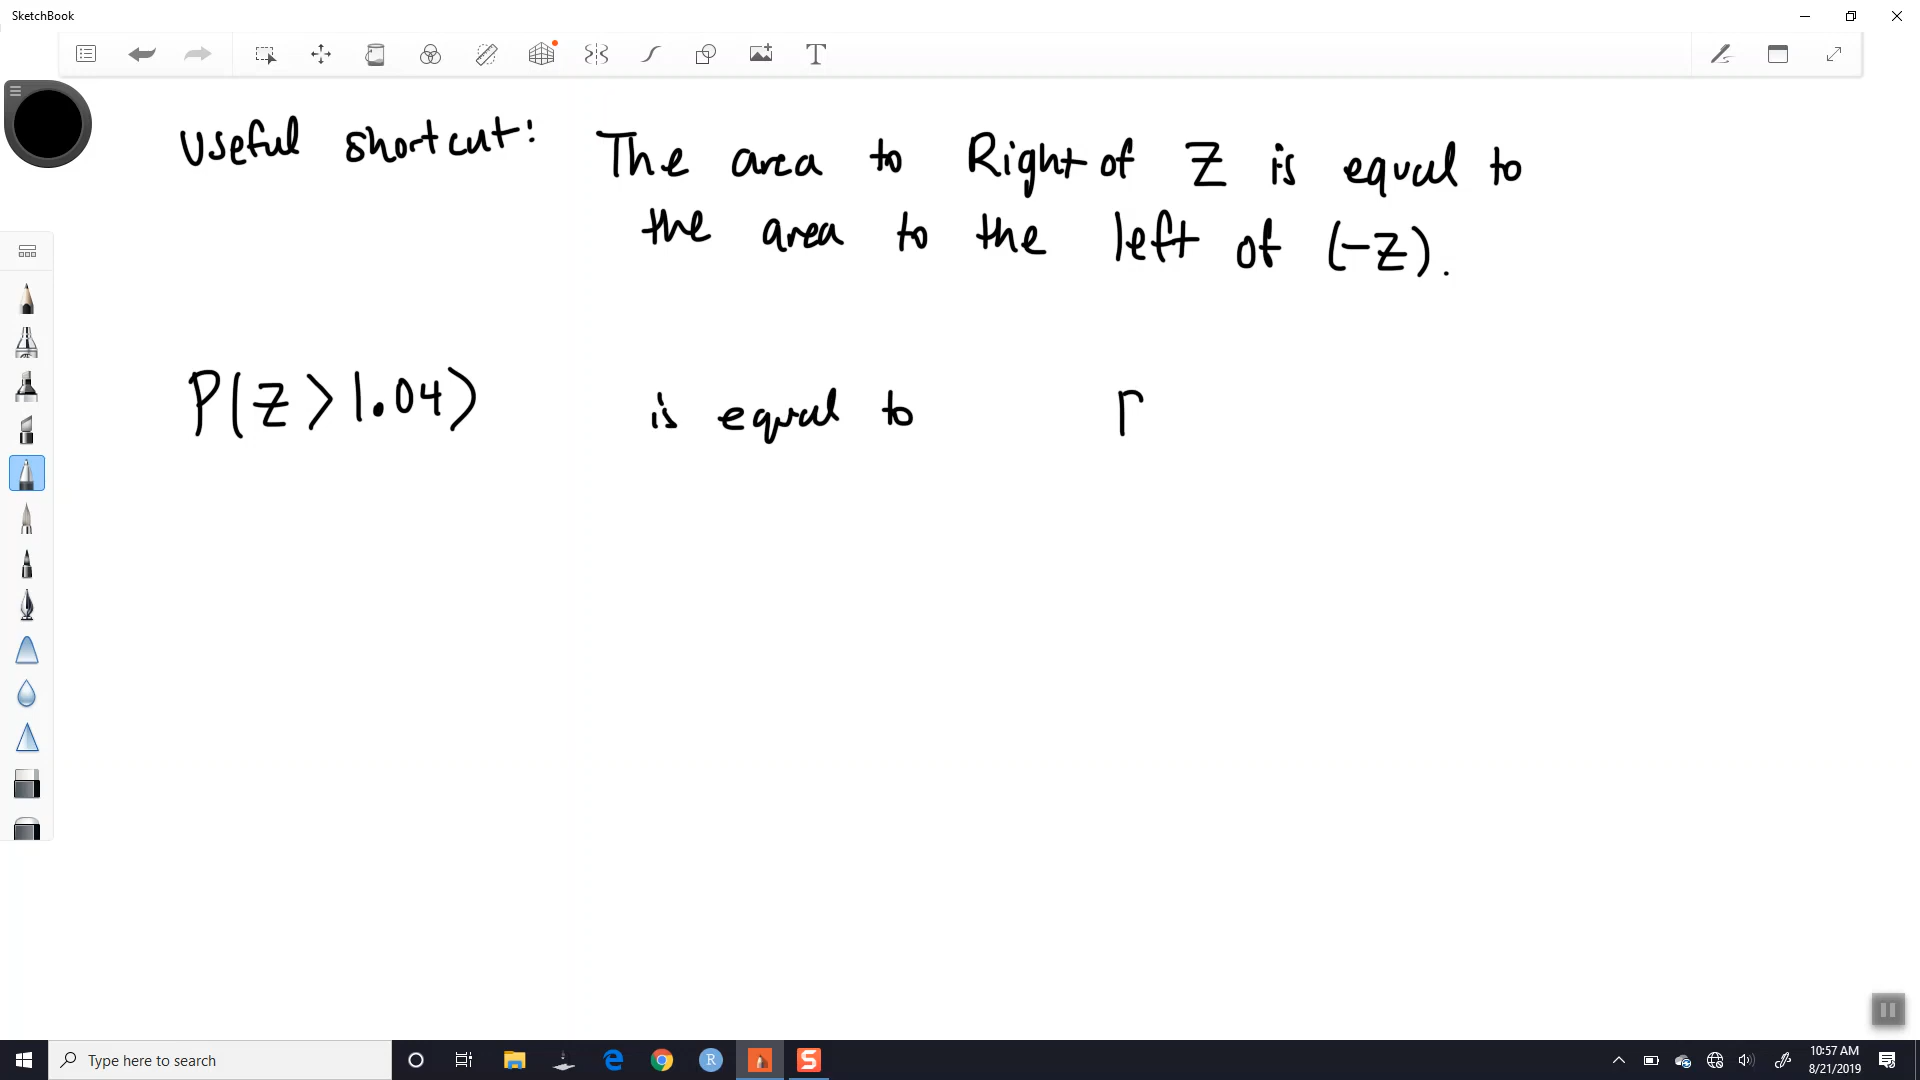 SketchBook
Useful shortcut: The area to Right of Z is equal to
the area to the left of (-Z).
P(Z>1.04) is equal to
Type here to search
10:57 AM
8/21/2019